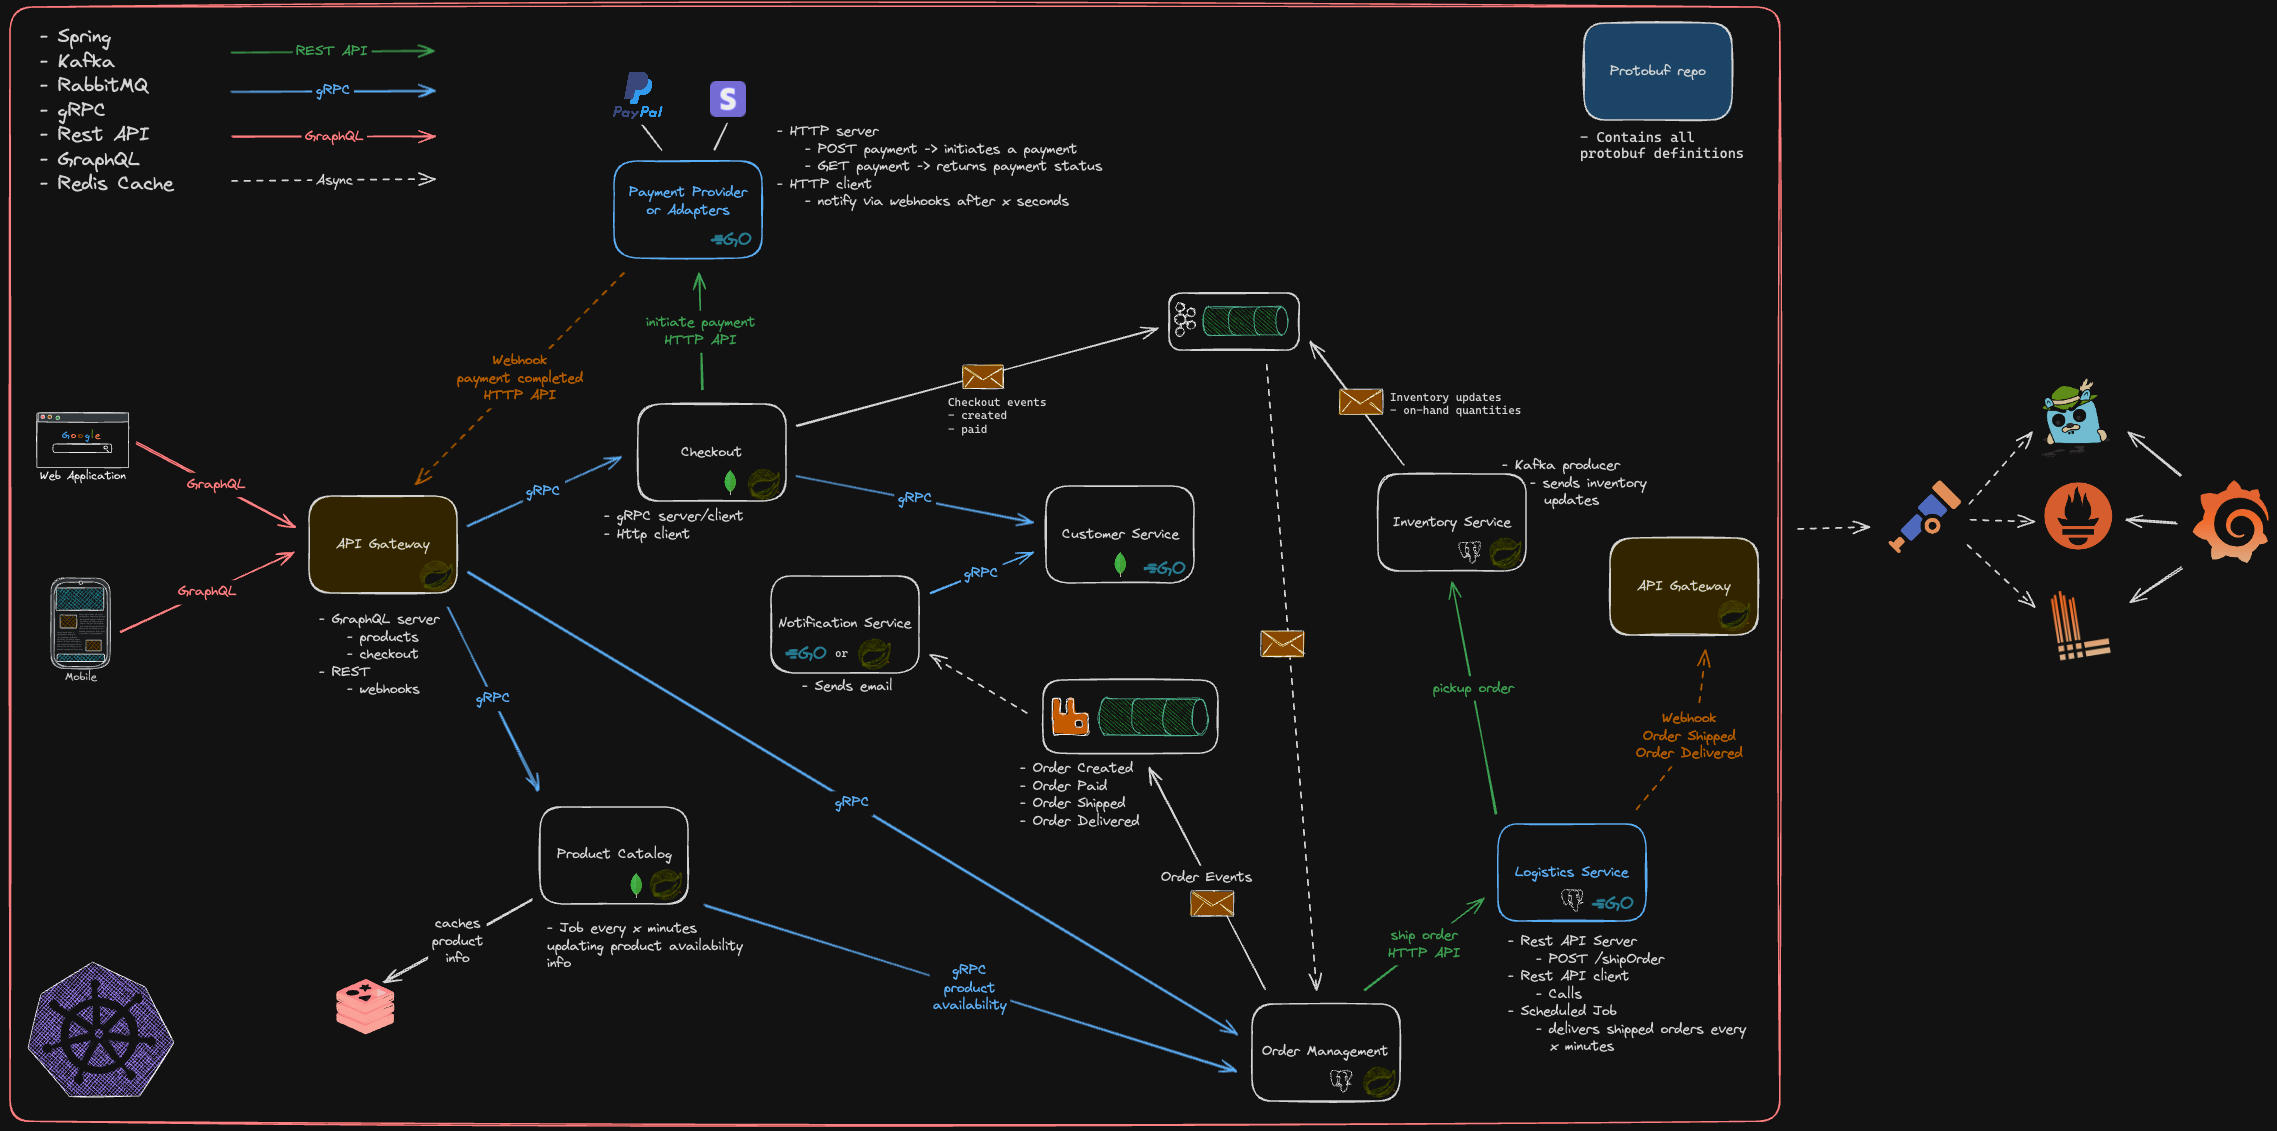 - Spring
- Kafka
- RabbitMQ
- gRPC
- Rest API
- GraphQL
- Redis Cache
REST API
gRPC
GraphQL
Async
PayPal
S
Payment Provider
or Adapters
GO
- HTTP server
- POST payment -> initiates a payment
- GET payment -> returns payment status
- HTTP client
- notify via webhooks after x seconds
Protobuf repo
- Contains all
protobuf definitions
initiate payment
HTTP API
Webhook
payment completed
HTTP API
Checkout events
- created
- paid
Inventory updates
- on-hand quantities
Google
Web Application
GraphQL
GraphQL
Mobile
API Gateway
- GraphQL server
- products
- checkout
- REST
- webhooks
gRPC
Checkout
- gRPC server/client
- Http client
gRPC
Customer Service
GO
gRPC
Notification Service
GO or
- Sends email
- Kafka producer
- sends inventory
updates
Inventory Service
API Gateway
pickup order
Webhook
Order Shipped
Order Delivered
gRPC
gRPC
- Order Created
- Order Paid
- Order Shipped
- Order Delivered
Order Events
Product Catalog
- Job every x minutes
updating product availability
info
caches
product
info
gRPC
product
availability
ship order
HTTP API
Logistics Service
GO
- Rest API Server
- POST /shipOrder
- Rest API client
- Calls
- Scheduled Job
- delivers shipped orders every
x minutes
Order Management